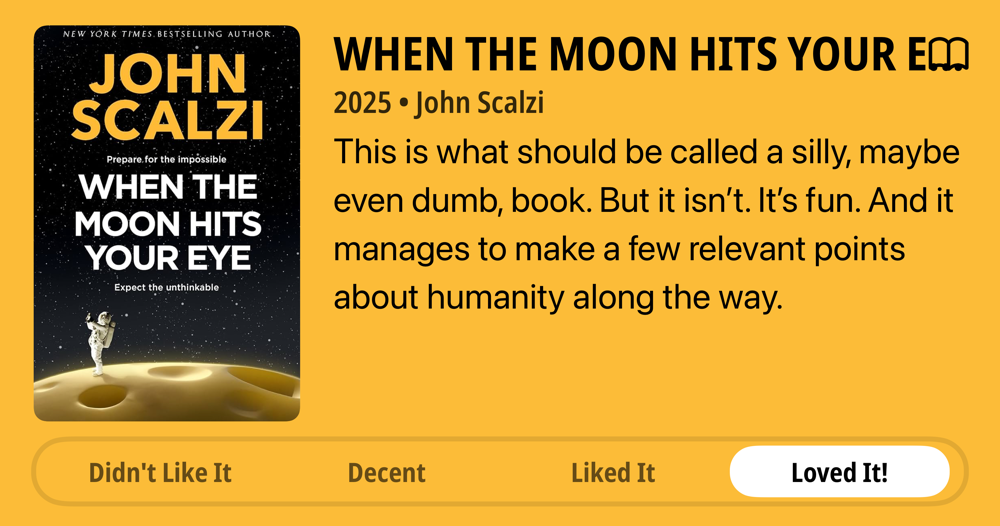 NEW YORK TIMES BESTSELLING AUTHOR
JOHN
SCALZI
Prepare for the impossible
WHEN THE
MOON HITS
YOUR EYE
Expect the unthinkable
WHEN THE MOON HITS YOUR E
2025 • John Scalzi
This is what should be called a silly, maybe
even dumb, book. But it isn’t. It’s fun. And it
manages to make a few relevant points
about humanity along the way.
Didn't Like It
Decent
Liked It
Loved It!